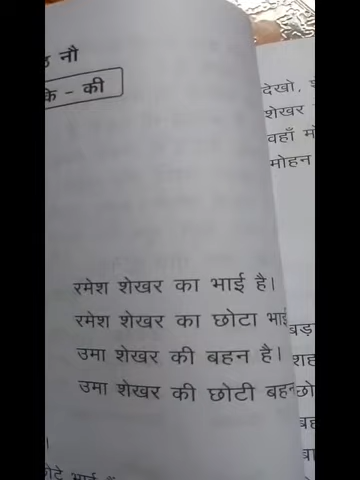 नौ
कि - की
रमेश शेखर का भाई है।
रमेश शेखर का छोटा भाई
उमा शेखर की बहन है।
उमा शेखर की छोटी बहन
देखो,
शेखर
वहाँ
मोहन